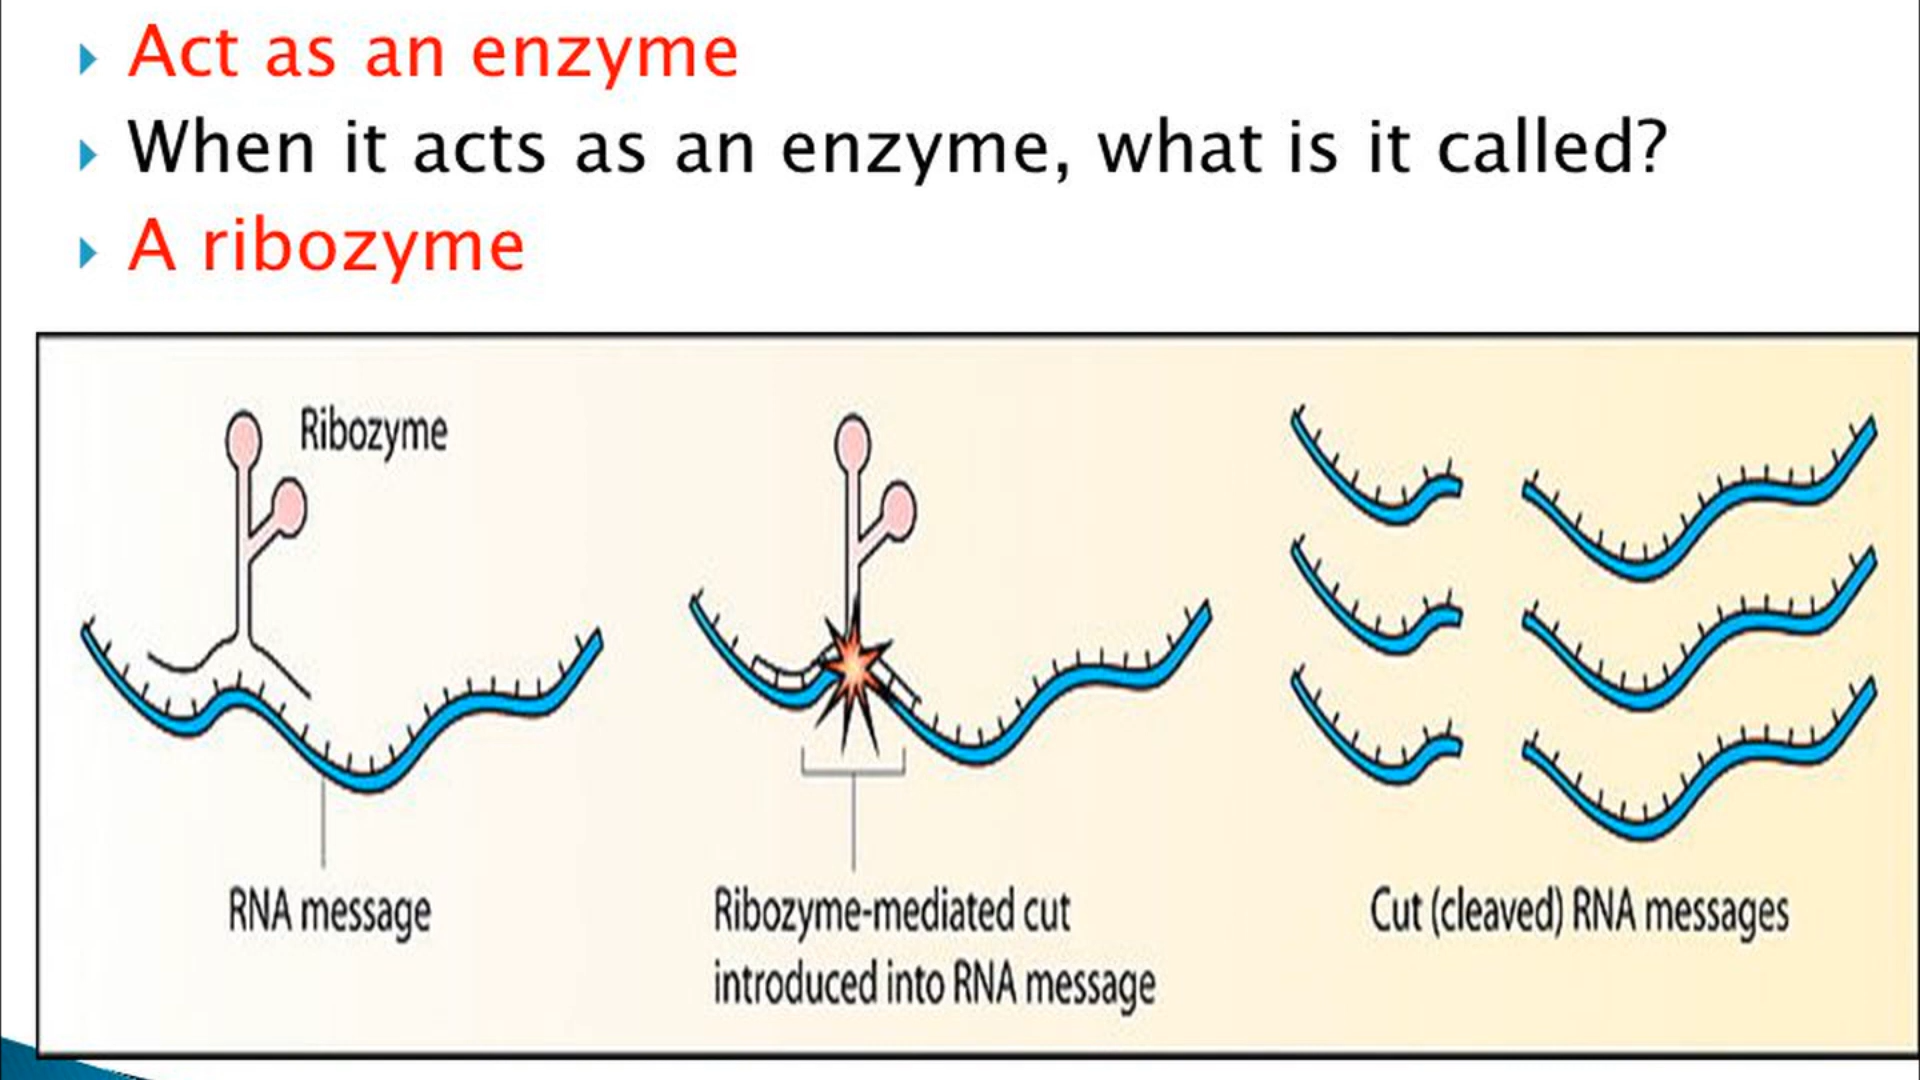 Act as an enzyme
When it acts as an enzyme, what is it called?
A ribozyme
Ribozyme
RNA message
Ribozyme-mediated cut
introduced into RNA message
Cut (cleaved) RNA messages